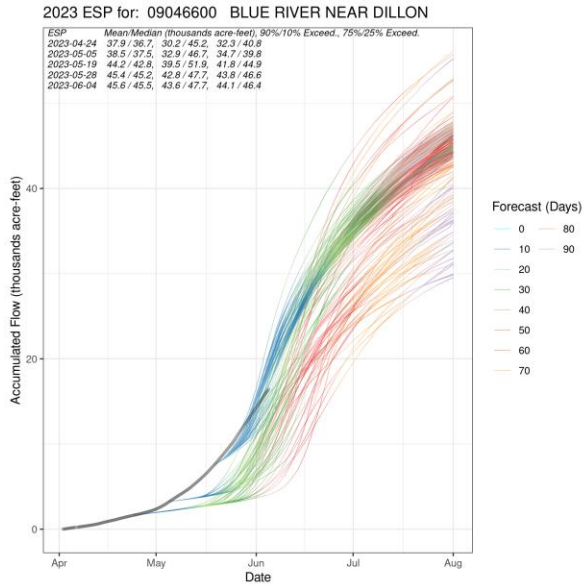 2023 ESP for: 09046600 BLUE RIVER NEAR DILLON
ESP Mean/Median (thousands acre-feet), 90%/10% Exceed., 75%/25% Exceed.
2023-04-24 37.9 / 36.7, 30.2 / 45.2, 32.3 / 40.8
2023-05-05 38.5 / 37.5, 32.9 / 46.7, 34.7 / 39.8
2023-05-19 44.2 / 42.8, 39.5 / 51.9, 41.8 / 44.9
2023-05-28 45.4 / 45.2, 42.8 / 47.7, 43.8 / 46.6
2023-06-04 45.6 / 45.5, 43.6 / 47.7, 44.1 / 46.4
Accumulated Flow (thousands acre-feet)
40
20
0
Apr May Jun Jul Aug
Date
Forecast (Days)
0 80
10 90
20
30
40
50
60
70